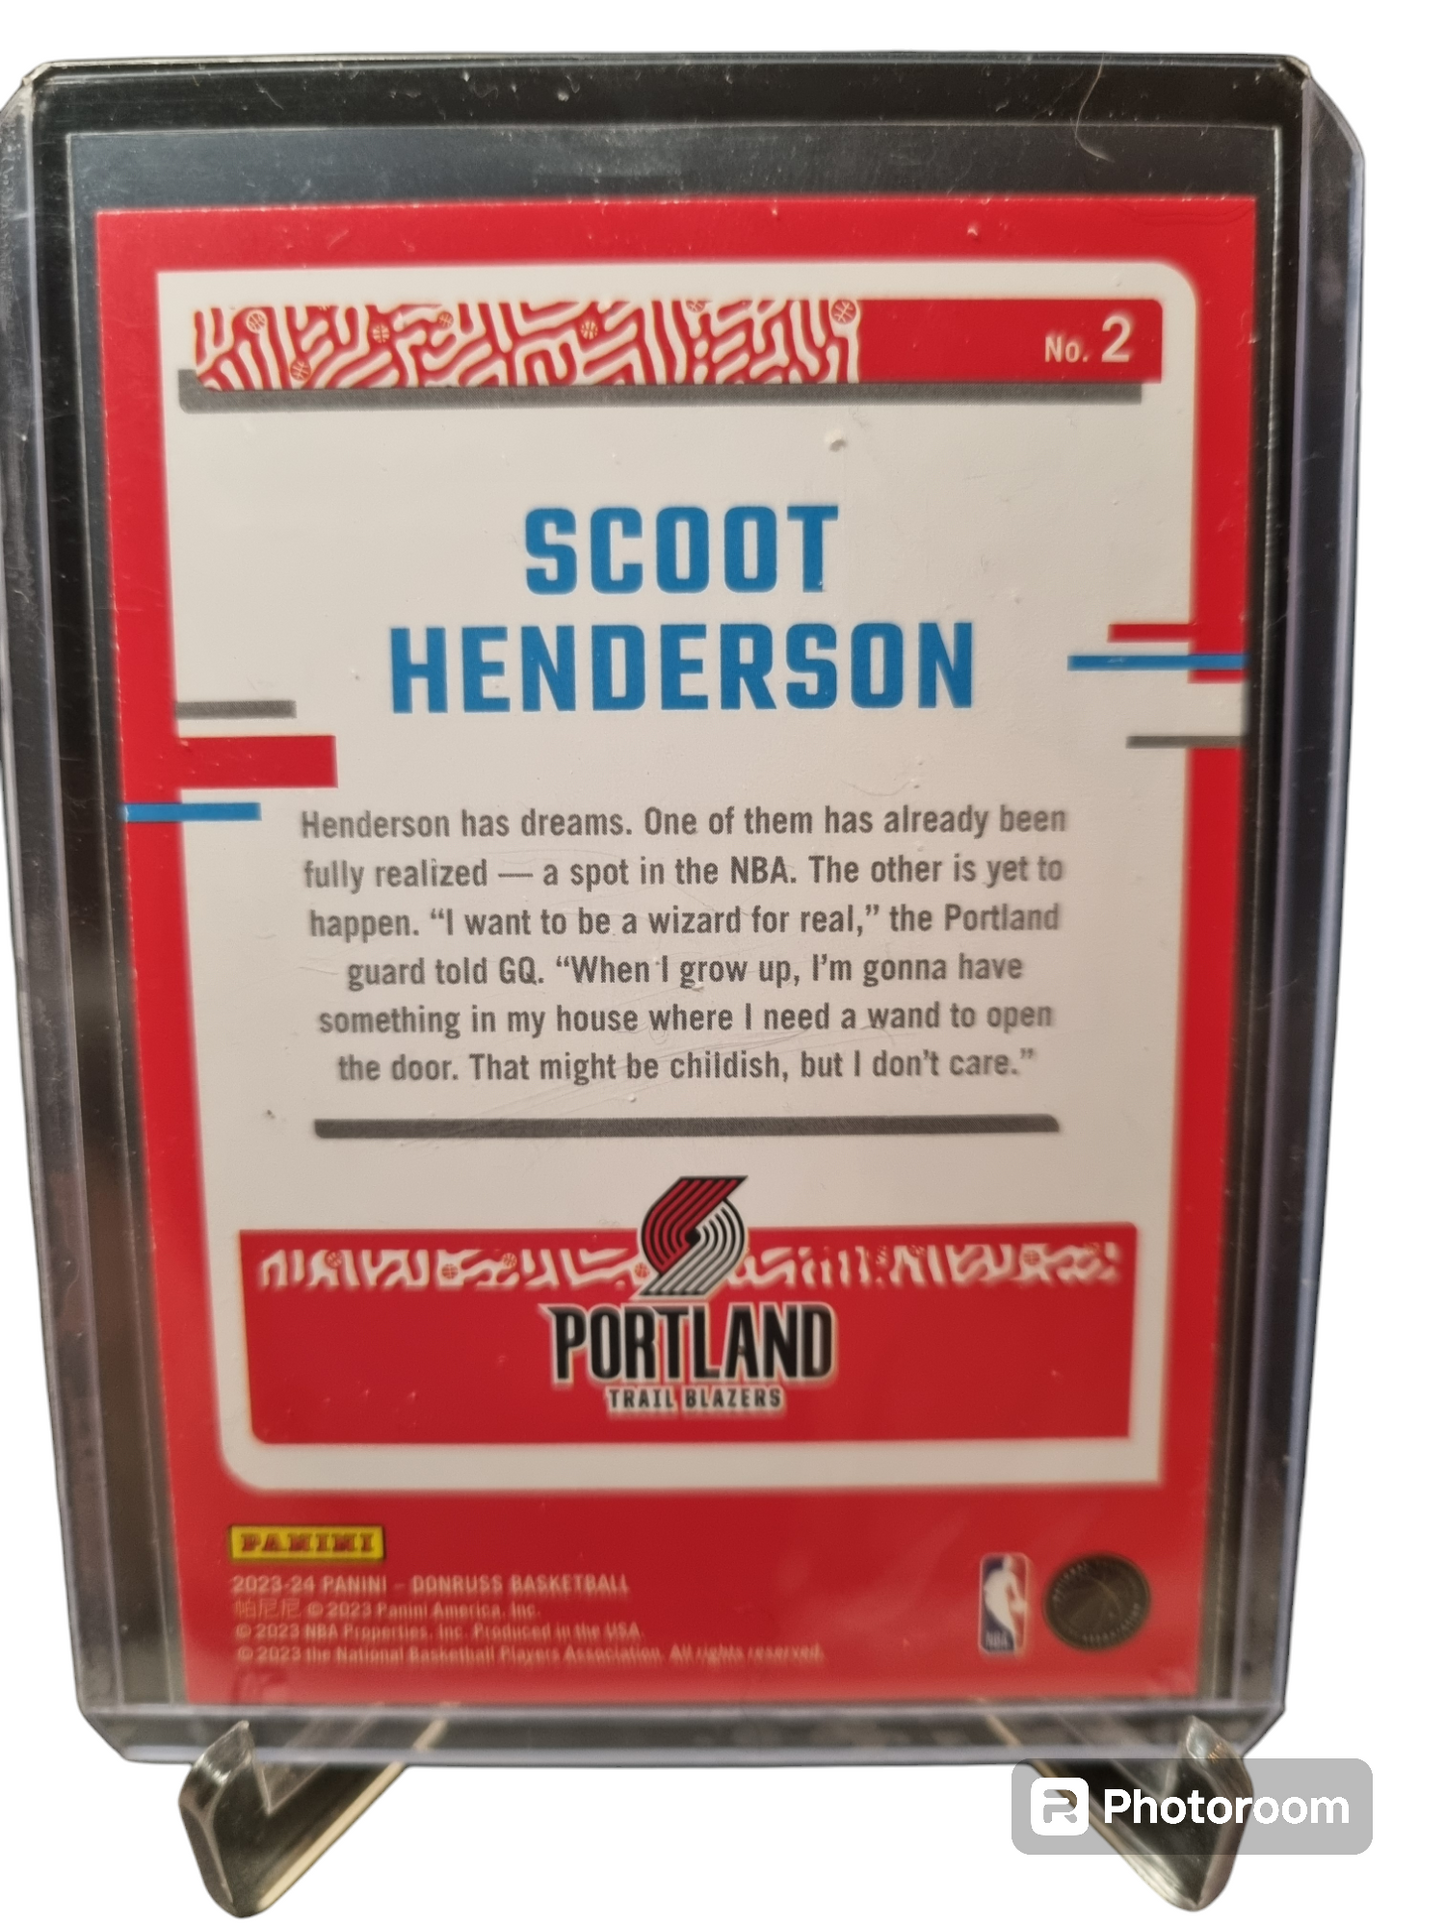 No. 2
SCOOT
HENDERSON
Henderson has dreams. One of them has already been
fully realized — a spot in the NBA. The other is yet to
happen. “I want to be a wizard for real,” the Portland
guard told GQ. “When I grow up, I’m gonna have
something in my house where I need a wand to open
the door. That might be childish, but I don’t care.”
PORTLAND
TRAIL BLAZERS
PANINI
2023-24 PANINI – DONRUSS BASKETBALL
帕尼尼 © 2023 Panini America, Inc.
© 2023 NBA Properties, Inc. Produced in the USA.
© 2023 the National Basketball Players Association. All rights reserved.
NBA
Photoroom